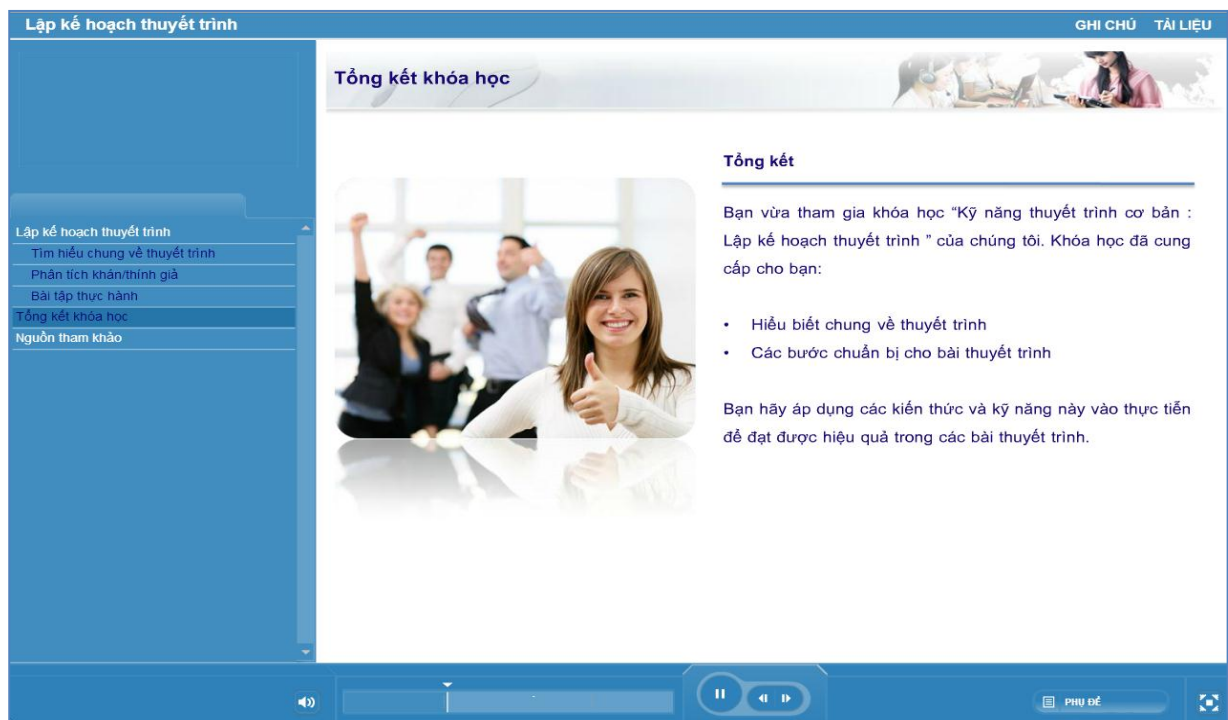 Lập kế hoạch thuyết trình
GHI CHÚ TÀI LIỆU
Tổng kết khóa học
Lập kế hoạch thuyết trình
Tìm hiểu chung về thuyết trình
Phân tích khán/thính giả
Bài tập thực hành
Tổng kết khóa học
Nguồn tham khảo
Tổng kết
Bạn vừa tham gia khóa học “Kỹ năng thuyết trình cơ bản :
Lập kế hoạch thuyết trình ” của chúng tôi. Khóa học đã cung
cấp cho bạn:
• Hiểu biết chung về thuyết trình
• Các bước chuẩn bị cho bài thuyết trình
Bạn hãy áp dụng các kiến thức và kỹ năng này vào thực tiễn
để đạt được hiệu quả trong các bài thuyết trình.
PHỤ ĐỀ